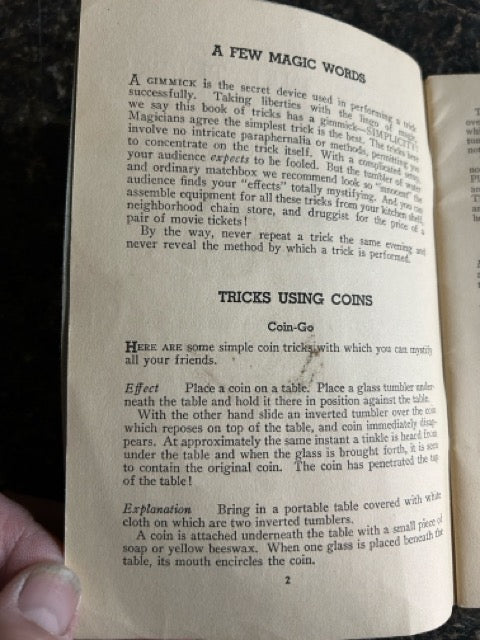 A FEW MAGIC WORDS
A GIMMICK is the secret device used in performing a trick
successfully. Taking liberties with the lingo of magic,
we say this book of tricks has a gimmick—SIMPLICITY!
Magicians agree the simplest trick is the best. The tricks here
involve no intricate paraphernalia or methods, permitting you
to concentrate on the trick itself. With a complicated
your audience expects to be fooled. But the tumbler of water
and ordinary matchbox we recommend look so "innocent" the
audience finds your "effects" totally mystifying. And you can
assemble equipment for all these tricks from your kitchen shelf,
neighborhood chain store, and druggist for the price of a
pair of movie tickets!
By the way, never repeat a trick the same evening and
never reveal the method by which a trick is performed.
TRICKS USING COINS
Coin-Go
HERE ARE some simple coin tricks with which you can mystify
all your friends.
Effect Place a coin on a table. Place a glass tumbler under-
neath the table and hold it there in position against the table.
With the other hand slide an inverted tumbler over the coin
which reposes on top of the table, and coin immediately disap-
pears. At approximately the same instant a tinkle is heard from
under the table and when the glass is brought forth, it is seen
to contain the original coin. The coin has penetrated the top
of the table!
Explanation Bring in a portable table covered with white
cloth on which are two inverted tumblers.
A coin is attached underneath the table with a small piece of
soap or yellow beeswax. When one glass is placed beneath the
table, its mouth encircles the coin.
2